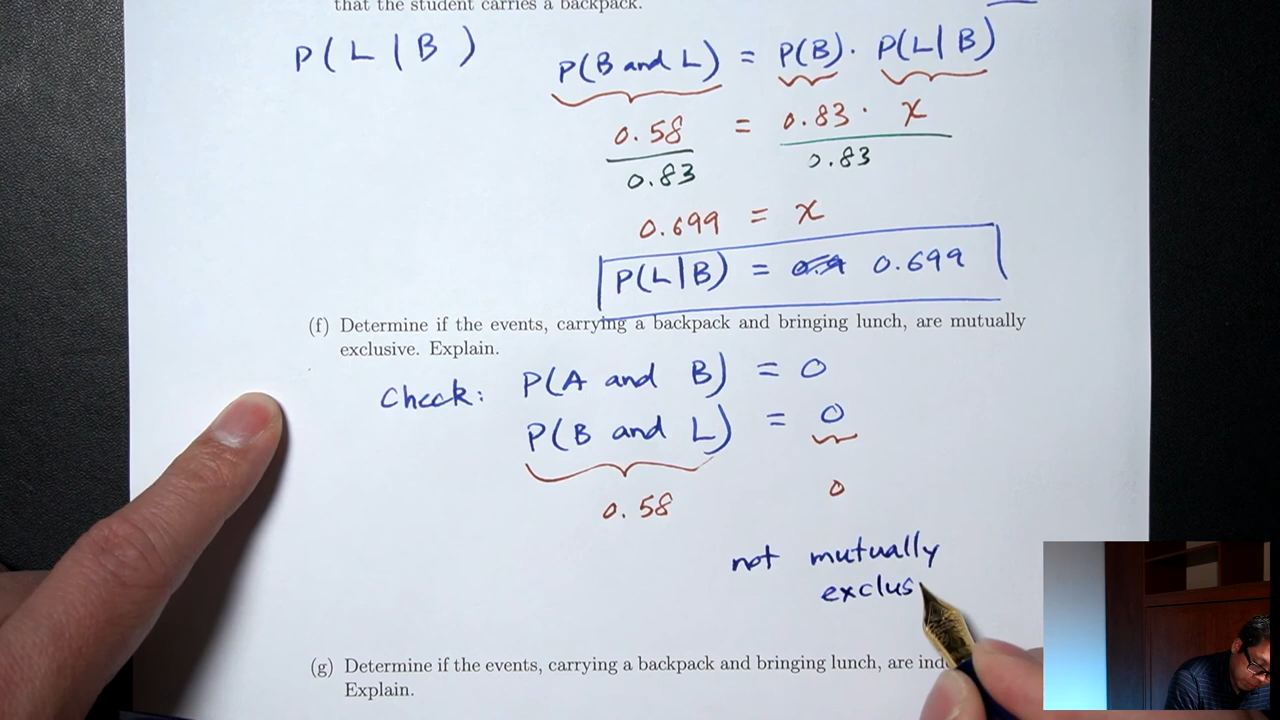 that the student carries a backpack.
P(L|B)
P(B and L) = P(B) · P(L|B)
0.58 = 0.83 · x
0.83 0.83
0.699 = x
P(L|B) = 0.699
(f) Determine if the events, carrying a backpack and bringing lunch, are mutually
exclusive. Explain.
Check: P(A and B) = 0
P(B and L) = 0
0.58 0
not mutually
exclus
(g) Determine if the events, carrying a backpack and bringing lunch, are
Explain.